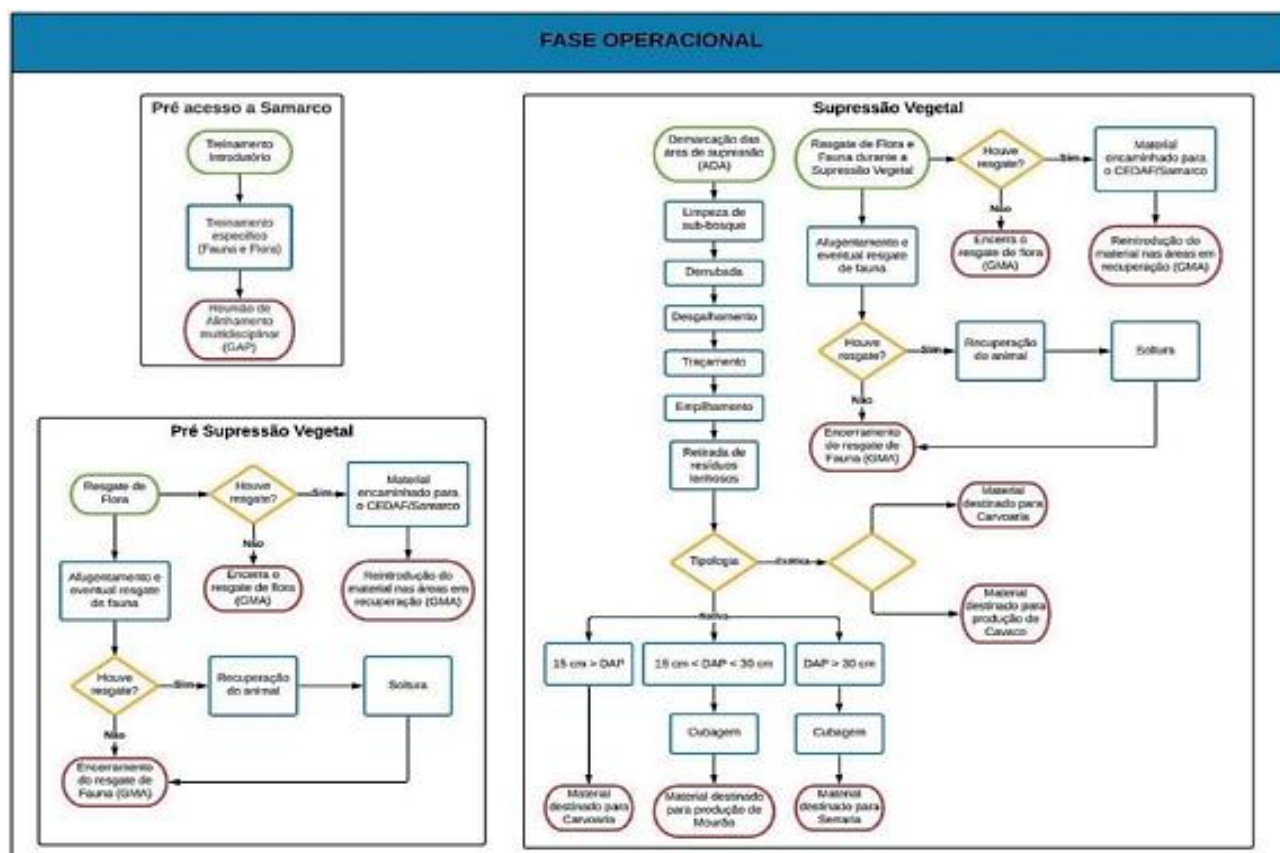 FASE OPERACIONAL
Pré acesso a Samarco
Treinamento
Introdutório
Treinamento
específico
(Fauna e Flora)
Reunião de
Alinhamento
multidisciplinar
(GAP)
Pré Supressão Vegetal
Resgate de
Flora
Houve
resgate?
Sim
Material
encaminhado para
o CEDAF/Samarco
Não
Encerra o
resgate de flora
(GMA)
Reintrodução do
material nas áreas em
recuperação (GMA)
Afugentamento e
eventual resgate
de fauna
Houve
resgate?
Sim
Recuperação
do animal
Soltura
Não
Encerramento
do resgate de
Fauna (GMA)
Supressão Vegetal
Demarcação das
área de supressão
(ADA)
Limpeza de
sub-bosque
Derrubada
Desgalhamento
Traçamento
Empilhamento
Retirada de
resíduos
lenhosos
Tipologia
Exótica
Material
destinado para
Carvoaria
Material
destinado para
produção de
Cavaco
Nativa
15 cm > DAP
15 cm < DAP < 30 cm
DAP > 30 cm
Cubagem
Cubagem
Material
destinado para
Carvoaria
Material destinado
para produção de
Mourão
Material
destinado para
Serraria
Resgate de Flora e
Fauna durante a
Supressão Vegetal
Houve
resgate?
Sim
Material
encaminhado para
o CEDAF/Samarco
Não
Encerra o
resgate de flora
(GMA)
Reintrodução do
material nas áreas em
recuperação (GMA)
Afugentamento e
eventual resgate
de fauna
Houve
resgate?
Sim
Recuperação
do animal
Soltura
Não
Encerramento
do resgate de
Fauna (GMA)